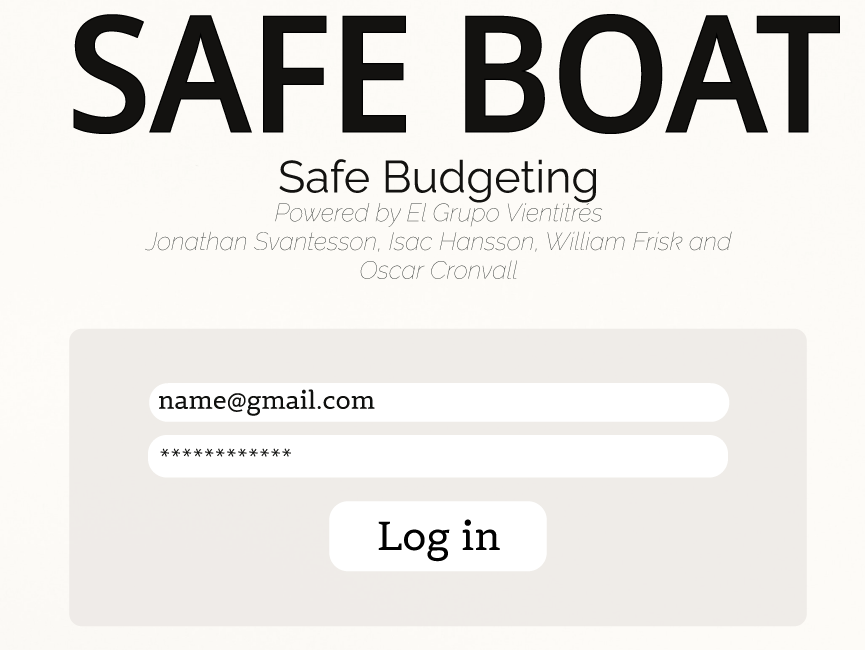 SAFE BOAT
Safe Budgeting
Powered by El Grupo Vientitrés
Jonathan Svantesson, Isac Hansson, William Frisk and
Oscar Cronvall
name@gmail.com
************
Log in